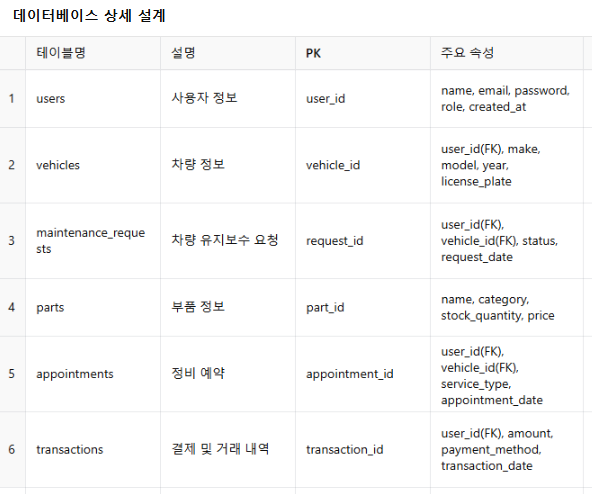 데이터베이스 상세 설계
테이블명 설명 PK 주요 속성
1 users 사용자 정보 user_id name, email, password,
role, created_at
2 vehicles 차량 정보 vehicle_id user_id(FK), make,
model, year,
license_plate
3 maintenance_reque
sts 차량 유지보수 요청 request_id user_id(FK),
vehicle_id(FK), status,
request_date
4 parts 부품 정보 part_id name, category,
stock_quantity, price
5 appointments 정비 예약 appointment_id user_id(FK),
vehicle_id(FK),
service_type,
appointment_date
6 transactions 결제 및 거래 내역 transaction_id user_id(FK), amount,
payment_method,
transaction_date